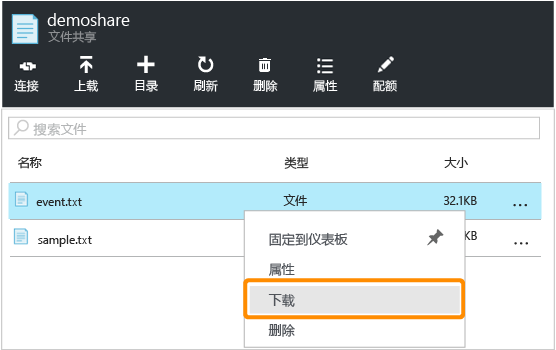 demoshare
文件共享
连接 上载 目录 刷新 删除 属性 配额
搜索文件
名称 类型 大小
event.txt 文件 32.1KB ...
sample.txt KB ...
固定到仪表板
属性
下载
删除